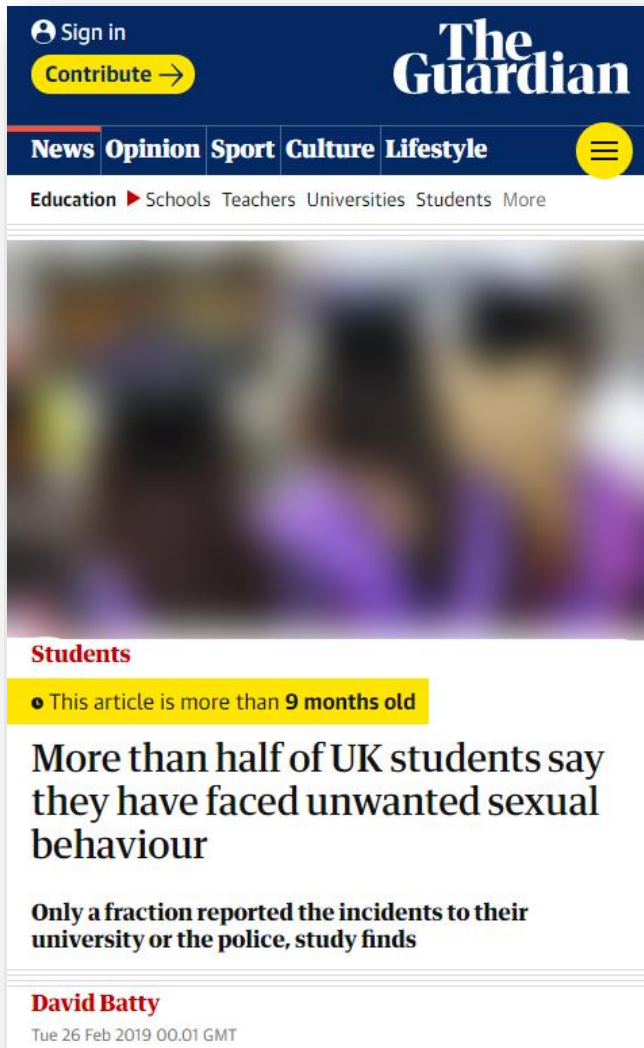 Sign in
The
Guardian
Contribute →
News Opinion Sport Culture Lifestyle
Education ▶ Schools Teachers Universities Students More
Students
This article is more than 9 months old
More than half of UK students say
they have faced unwanted sexual
behaviour
Only a fraction reported the incidents to their
university or the police, study finds
David Batty
Tue 26 Feb 2019 00.01 GMT